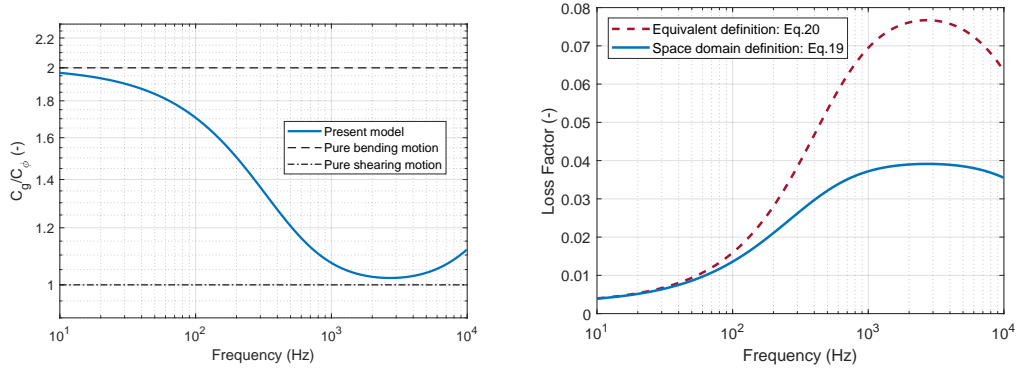 2.2
2
1.8
1.6
1.4
1.2
1
C_g/C_ϕ (-)
Present model
Pure bending motion
Pure shearing motion
10^1
10^2
10^3
10^4
Frequency (Hz)
0.08
0.07
0.06
0.05
0.04
0.03
0.02
0.01
0
Loss Factor (-)
Equivalent definition: Eq.20
Space domain definition: Eq.19
10^1
10^2
10^3
10^4
Frequency (Hz)